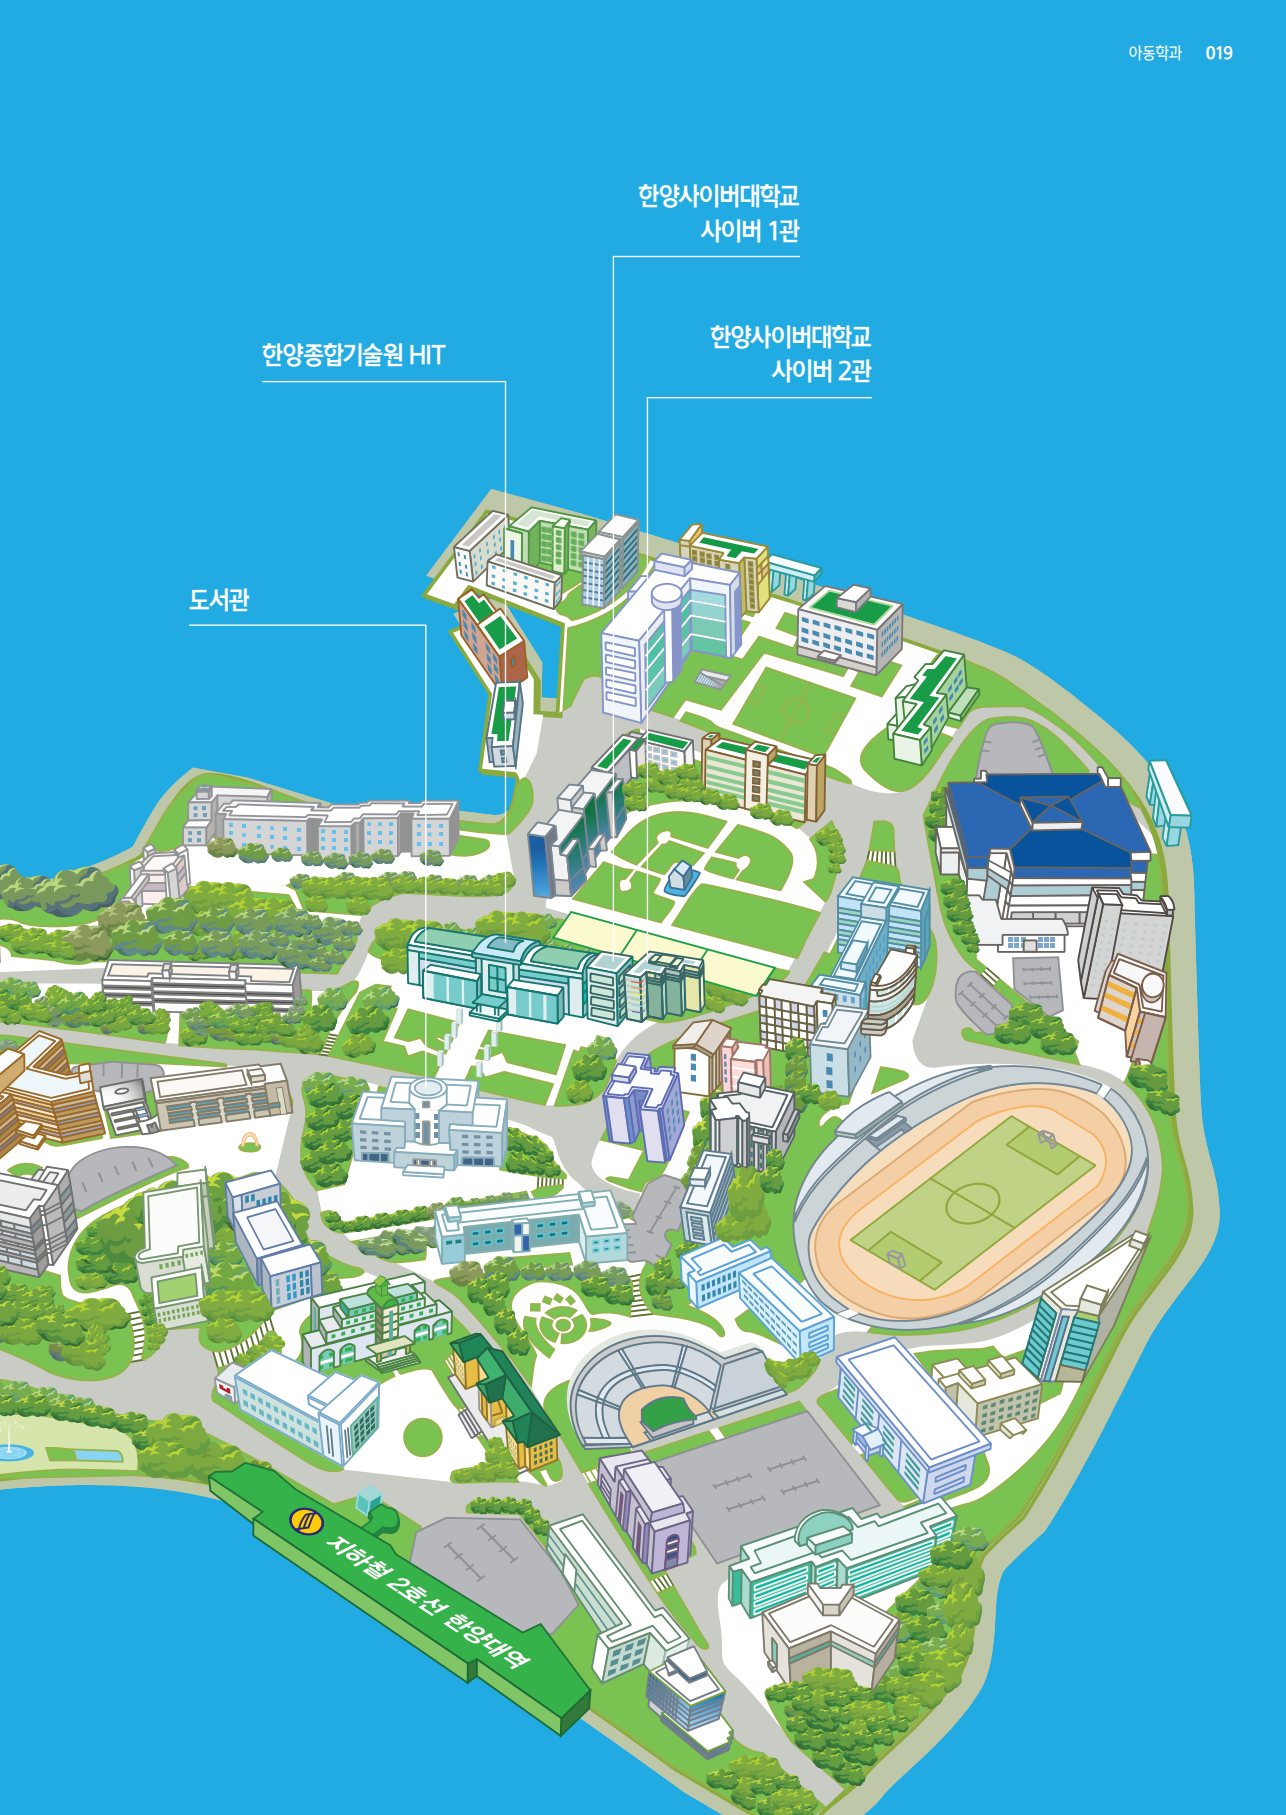 아동학과 019
한양사이버대학교
사이버 1관
한양사이버대학교
사이버 2관
한양종합기술원 HIT
도서관
지하철 2호선 한양대역